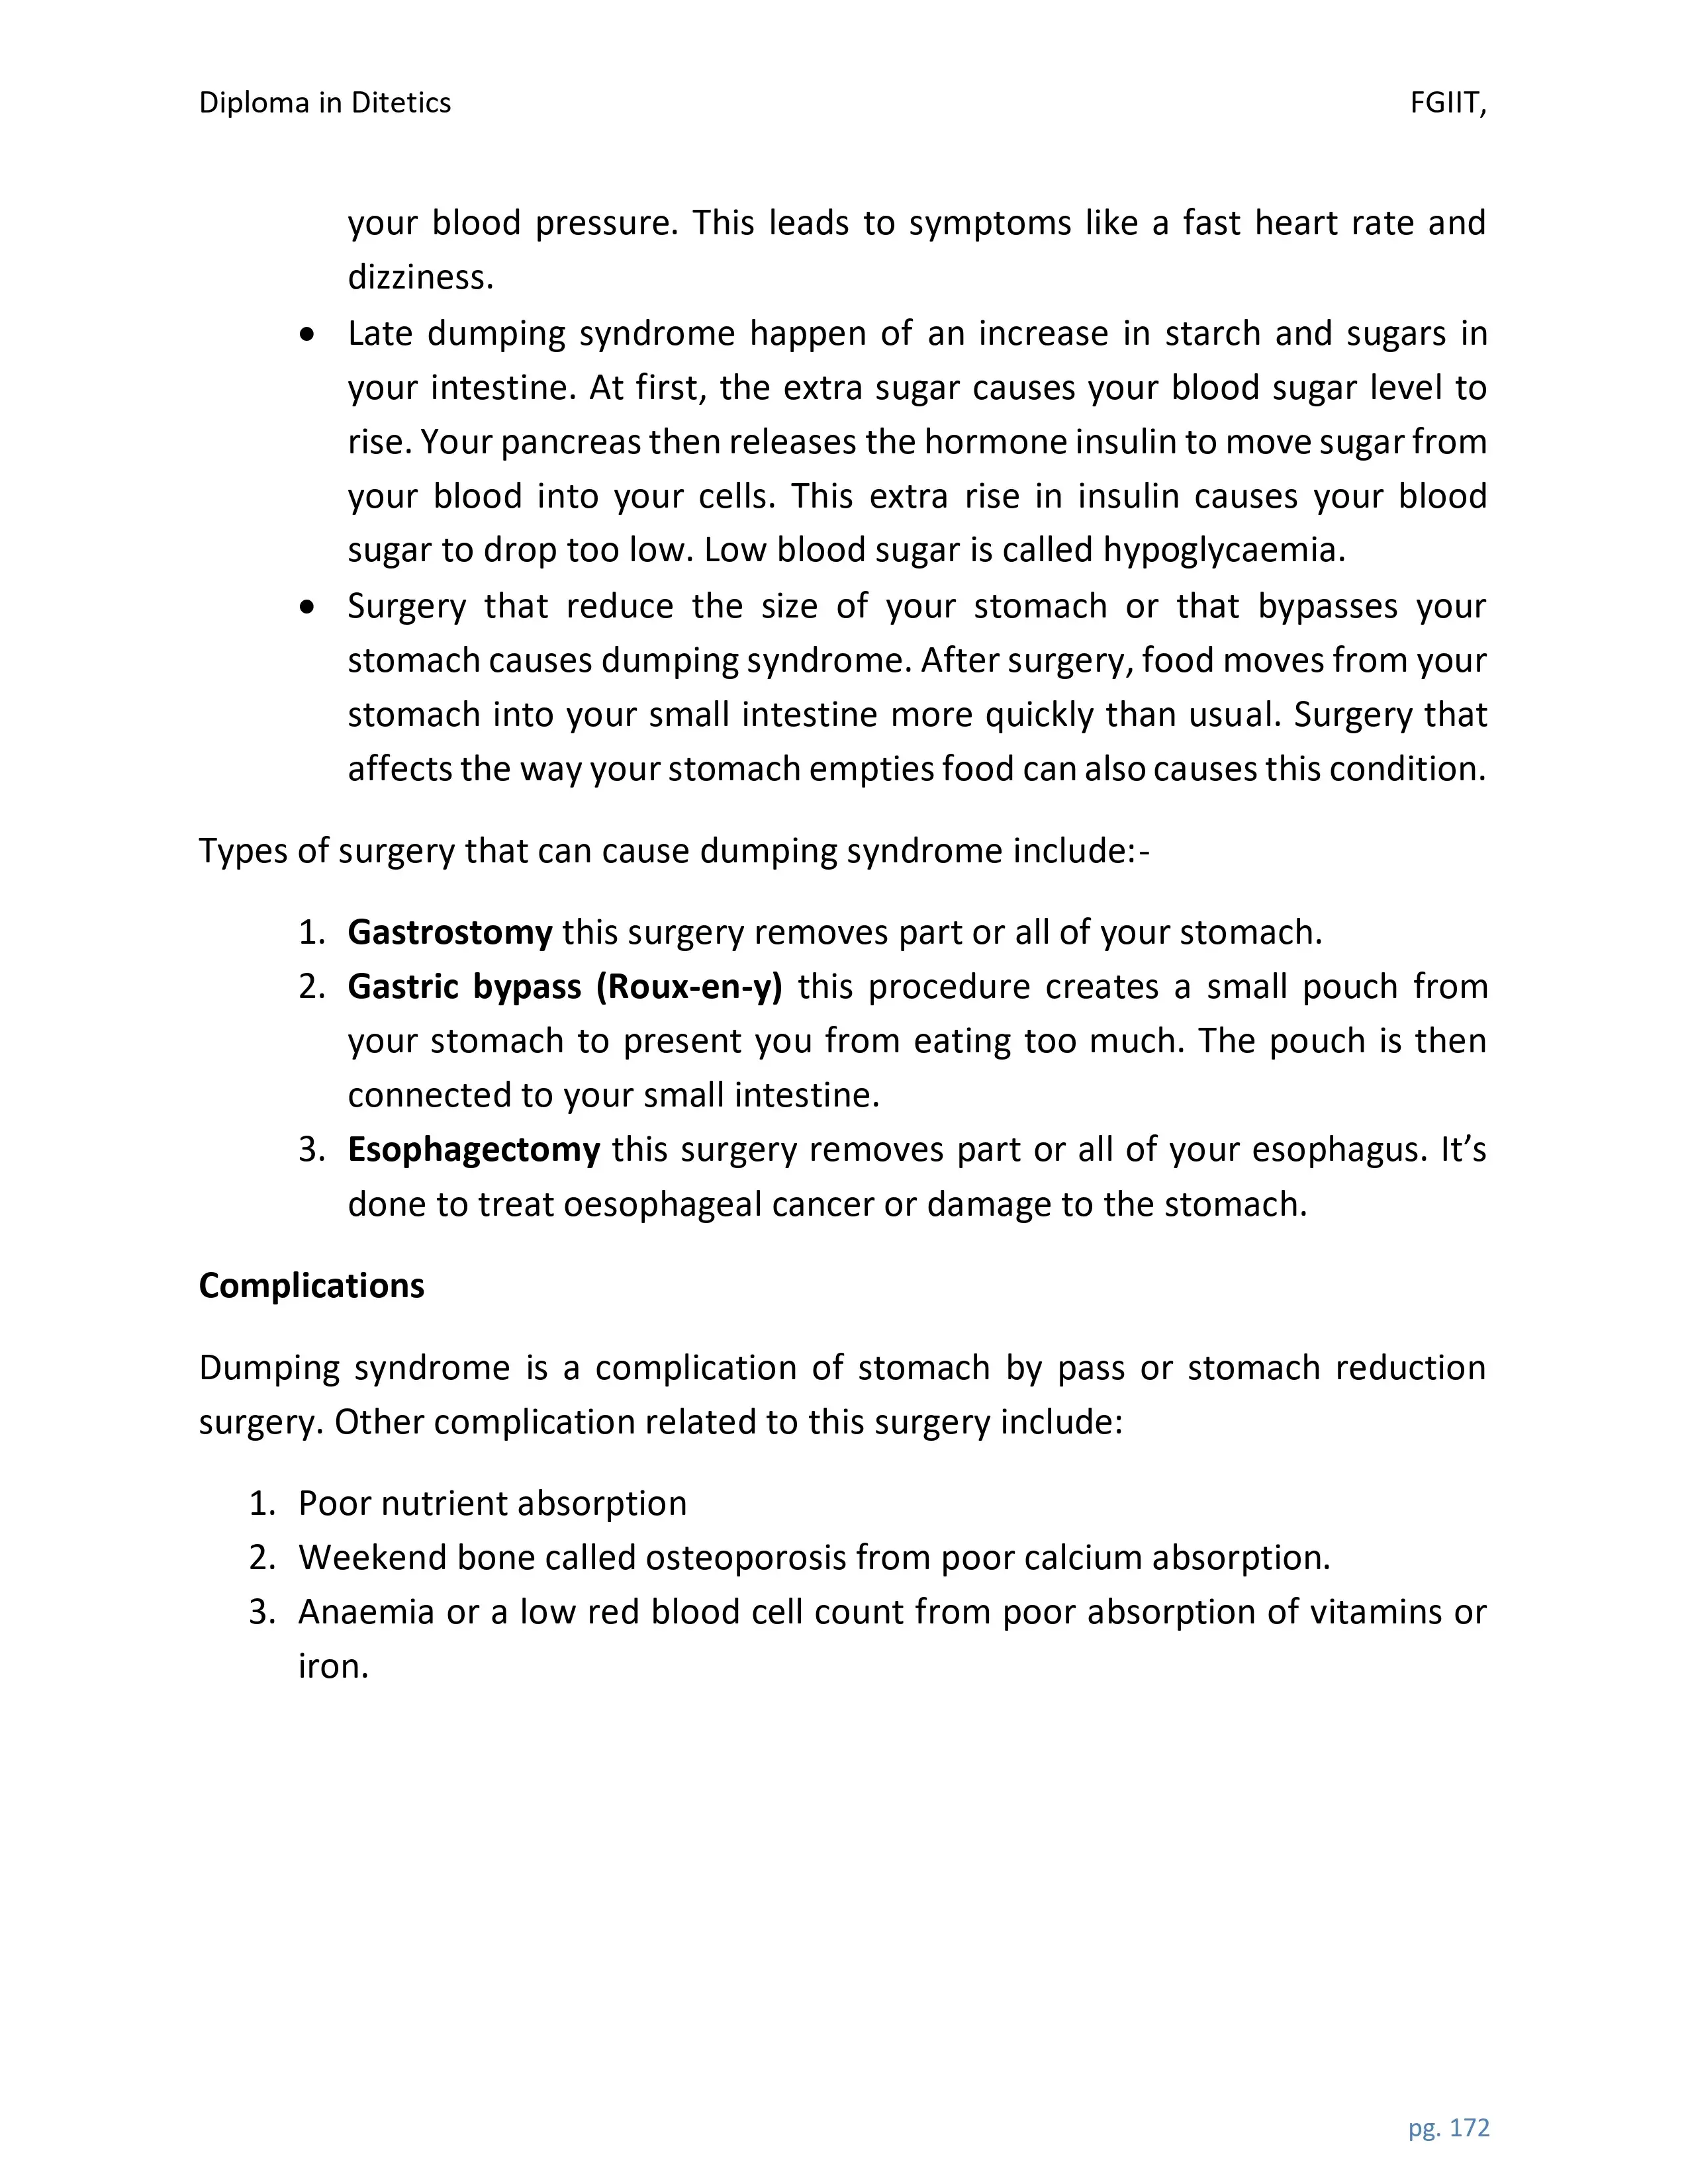 Diploma in Ditetics FGIIT,
your blood pressure. This leads to symptoms like a fast heart rate and
dizziness.
• Late dumping syndrome happen of an increase in starch and sugars in
your intestine. At first, the extra sugar causes your blood sugar level to
rise. Your pancreas then releases the hormone insulin to move sugar from
your blood into your cells. This extra rise in insulin causes your blood
sugar to drop too low. Low blood sugar is called hypoglycaemia.
• Surgery that reduce the size of your stomach or that bypasses your
stomach causes dumping syndrome. After surgery, food moves from your
stomach into your small intestine more quickly than usual. Surgery that
affects the way your stomach empties food can also causes this condition.
Types of surgery that can cause dumping syndrome include:-
1. Gastrostomy this surgery removes part or all of your stomach.
2. Gastric bypass (Roux-en-y) this procedure creates a small pouch from
your stomach to present you from eating too much. The pouch is then
connected to your small intestine.
3. Esophagectomy this surgery removes part or all of your esophagus. It’s
done to treat oesophageal cancer or damage to the stomach.
Complications
Dumping syndrome is a complication of stomach by pass or stomach reduction
surgery. Other complication related to this surgery include:
1. Poor nutrient absorption
2. Weekend bone called osteoporosis from poor calcium absorption.
3. Anaemia or a low red blood cell count from poor absorption of vitamins or
iron.
pg. 172